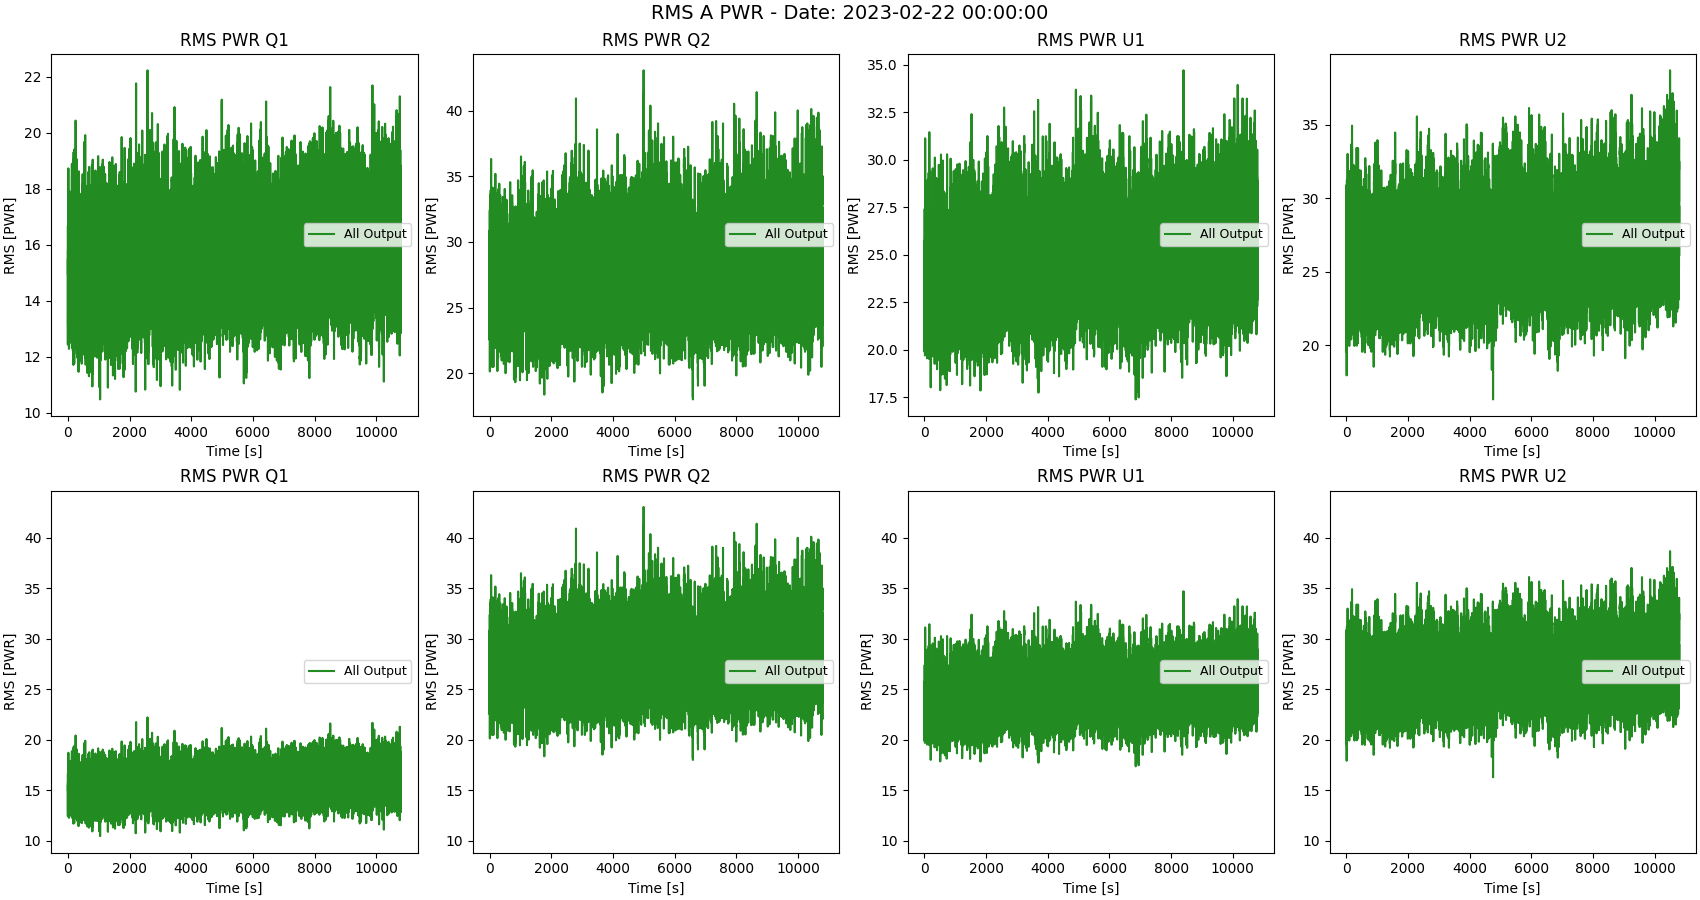 RMS A PWR - Date: 2023-02-22 00:00:00
RMS PWR Q1
RMS [PWR]
22
20
18
16
14
12
10
0 2000 4000 6000 8000 10000
Time [s]
All Output
RMS PWR Q2
RMS [PWR]
40
35
30
25
20
0 2000 4000 6000 8000 10000
Time [s]
All Output
RMS PWR U1
RMS [PWR]
35.0
32.5
30.0
27.5
25.0
22.5
20.0
17.5
0 2000 4000 6000 8000 10000
Time [s]
All Output
RMS PWR U2
RMS [PWR]
35
30
25
20
0 2000 4000 6000 8000 10000
Time [s]
All Output
RMS PWR Q1
RMS [PWR]
40
35
30
25
20
15
10
0 2000 4000 6000 8000 10000
Time [s]
All Output
RMS PWR Q2
RMS [PWR]
40
35
30
25
20
15
10
0 2000 4000 6000 8000 10000
Time [s]
All Output
RMS PWR U1
RMS [PWR]
40
35
30
25
20
15
10
0 2000 4000 6000 8000 10000
Time [s]
All Output
RMS PWR U2
RMS [PWR]
40
35
30
25
20
15
10
0 2000 4000 6000 8000 10000
Time [s]
All Output